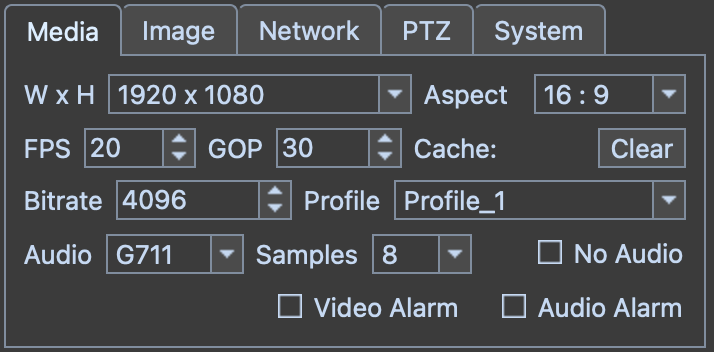 Media Image Network PTZ System
W x H 1920 x 1080 Aspect 16 : 9
FPS 20 GOP 30 Cache: Clear
Bitrate 4096 Profile Profile_1
Audio G711 Samples 8 No Audio
Video Alarm Audio Alarm